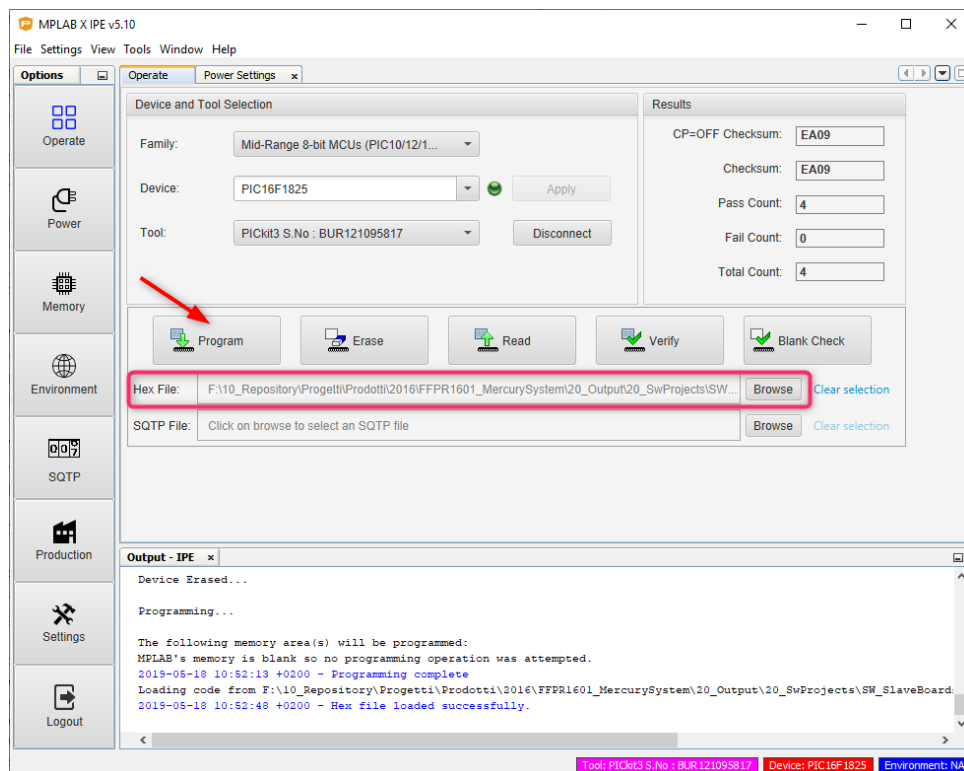 MPLAB X IPE v5.10
File Settings View Tools Window Help
Options
Operate
Power Settings x
Operate
Power
Memory
Environment
SQTP
Production
Settings
Logout
Device and Tool Selection
Family:
Mid-Range 8-bit MCUs (PIC10/12/1...
Device:
PIC16F1825
Apply
Tool:
PICkit3 S.No : BUR121095817
Disconnect
Results
CP=OFF Checksum: EA09
Checksum: EA09
Pass Count: 4
Fail Count: 0
Total Count: 4
Program
Erase
Read
Verify
Blank Check
Hex File: F:\10_Repository\Progetti\Prodotti\2016\FFPR1601_MercurySystem\20_Output\20_SwProjects\SW... Browse Clear selection
SQTP File: Click on browse to select an SQTP file Browse Clear selection
Output - IPE x
Device Erased...
Programming...
The following memory area(s) will be programmed:
MPLAB's memory is blank so no programming operation was attempted.
2019-05-18 10:52:13 +0200 - Programming complete
Loading code from F:\10_Repository\Progetti\Prodotti\2016\FFPR1601_MercurySystem\20_Output\20_SwProjects\SW_SlaveBoard
2019-05-18 10:52:48 +0200 - Hex file loaded successfully.
Tool: PICkit3 S.No : BUR121095817 Device: PIC16F1825 Environment: NA